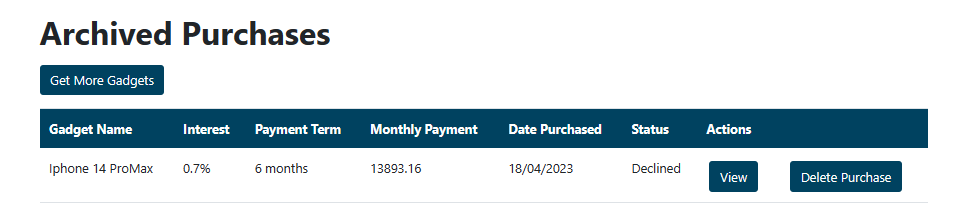 Archived Purchases
Get More Gadgets
Gadget Name Interest Payment Term Monthly Payment Date Purchased Status Actions
Iphone 14 ProMax 0.7% 6 months 13893.16 18/04/2023 Declined View Delete Purchase